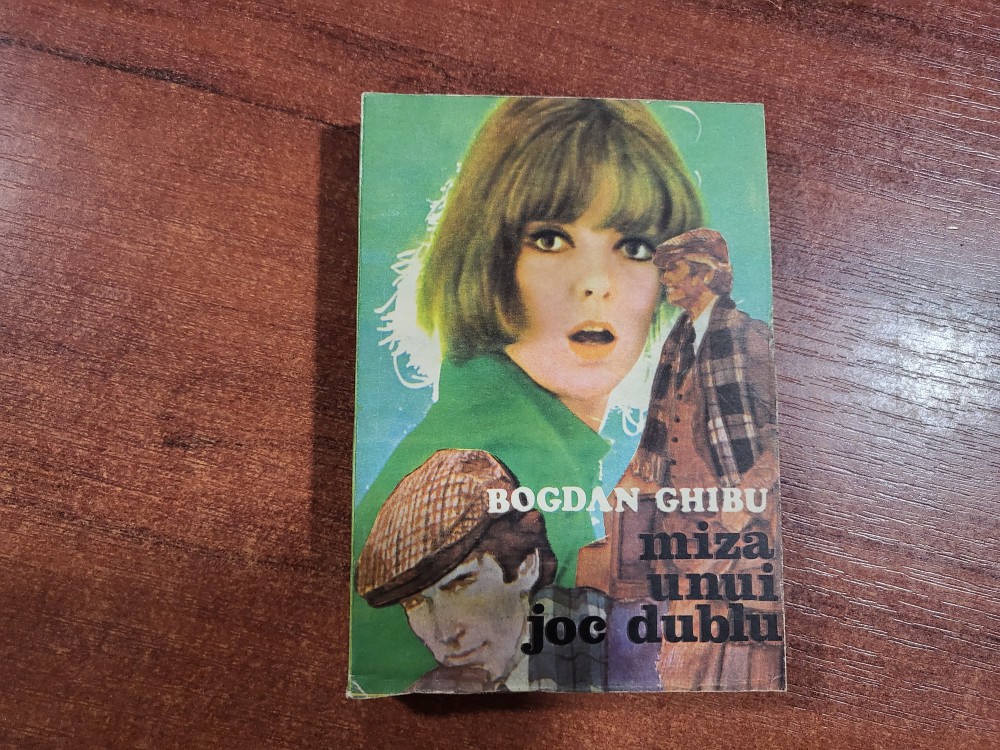 BOGDAN GHIBU
miza
unui
joc dublu